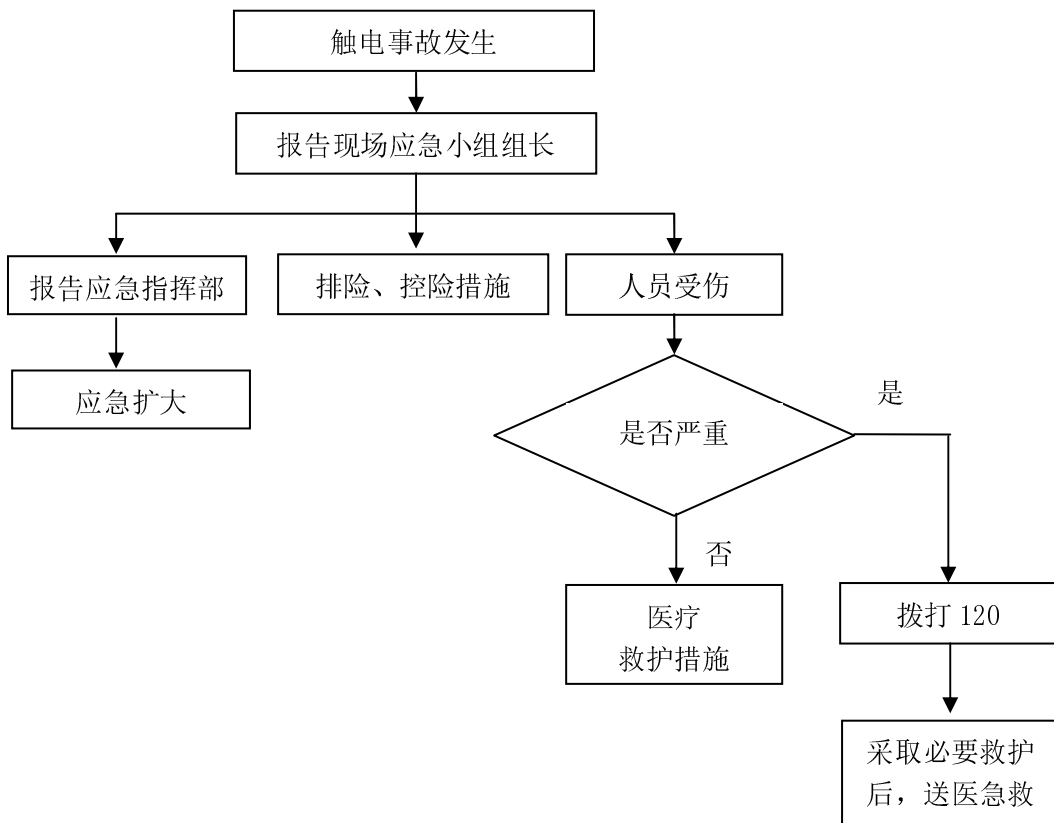 触电事故发生
报告现场应急小组组长
报告应急指挥部
排险、控险措施
人员受伤
应急扩大
是否严重
是
否
医疗
救护措施
拨打 120
采取必要救护
后，送医急救